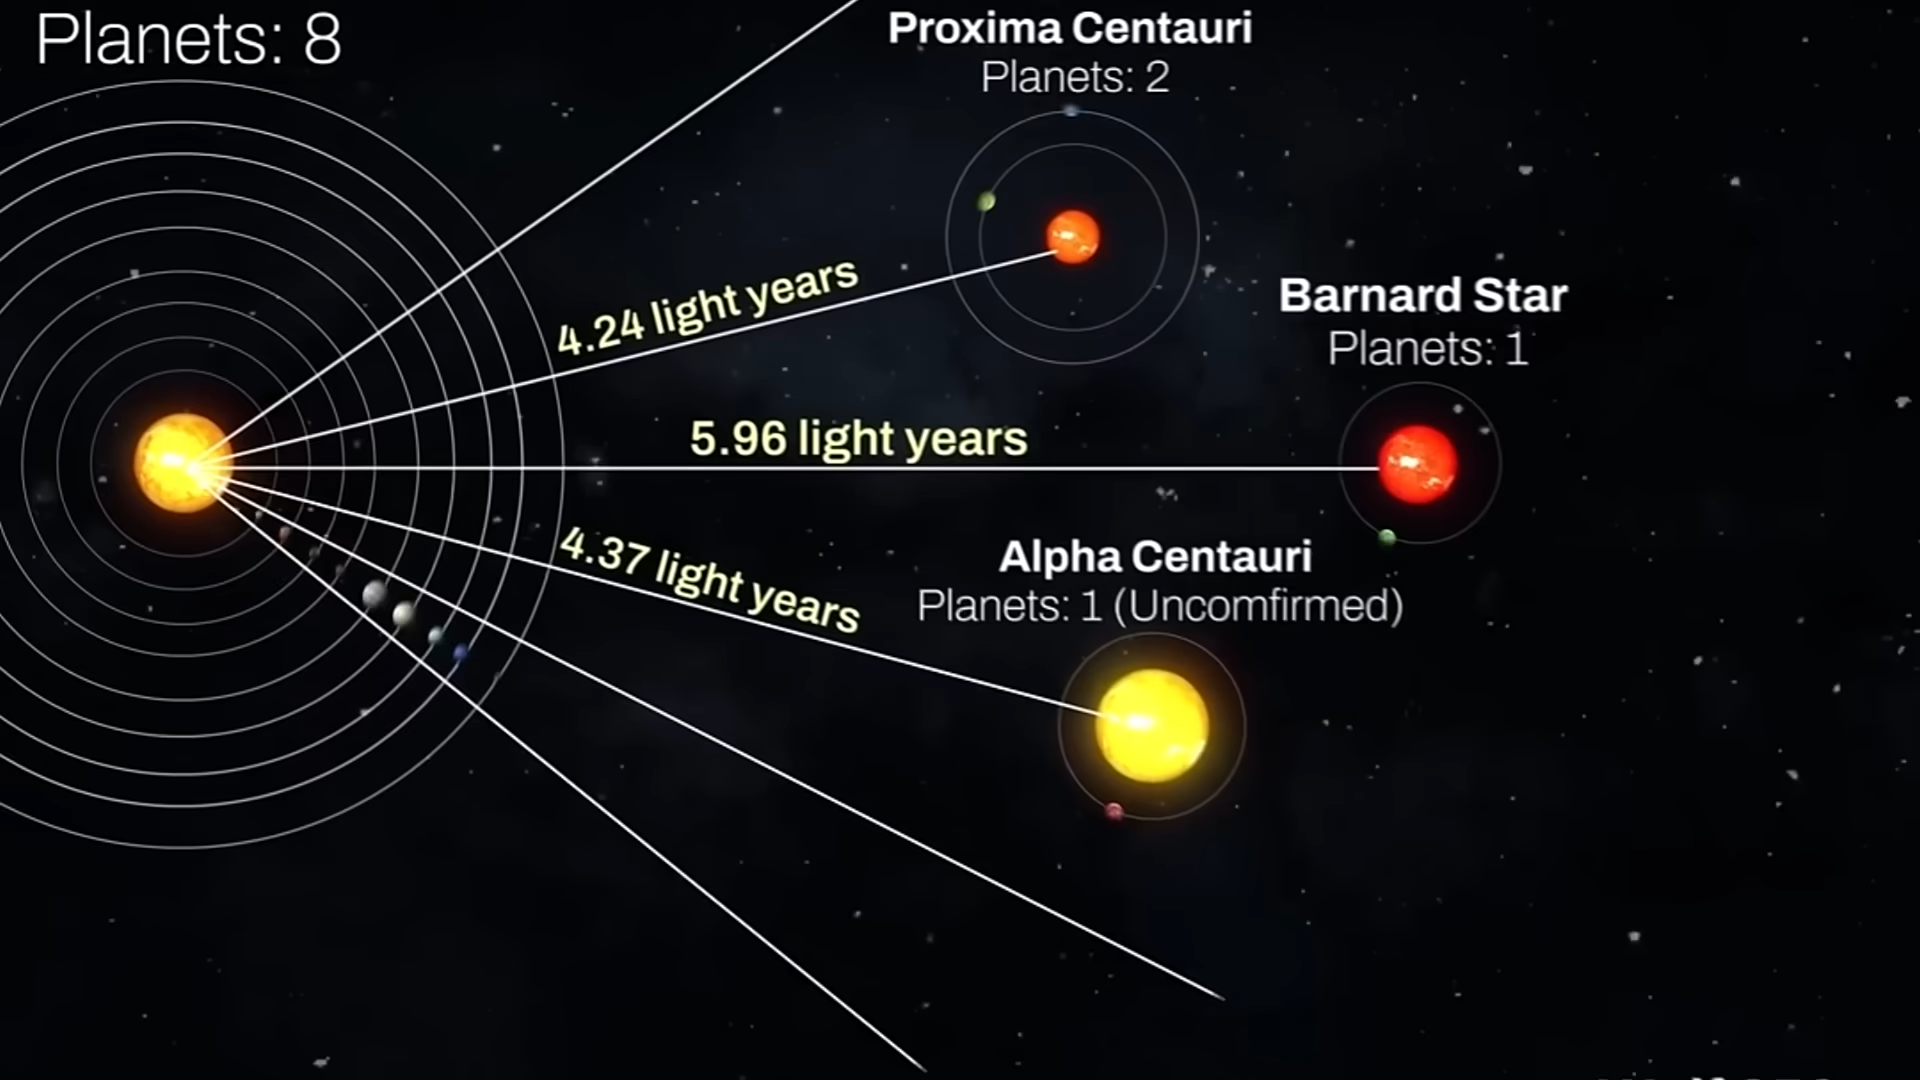 Planets: 8
Proxima Centauri
Planets: 2
4.24 light years
Barnard Star
Planets: 1
5.96 light years
4.37 light years
Alpha Centauri
Planets: 1 (Uncomfirmed)